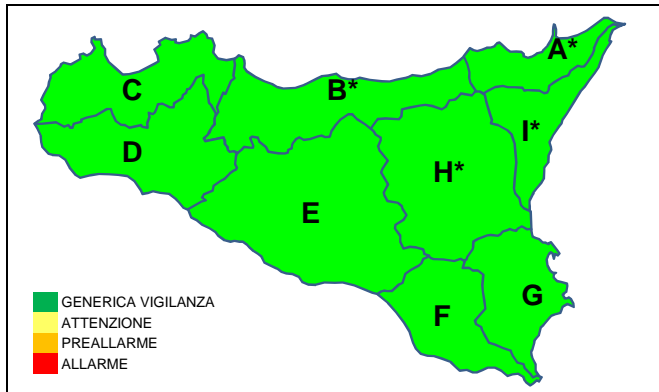 A*
C
B*
I*
D
H*
E
G
F
GENERICA VIGILANZA
ATTENZIONE
PREALLARME
ALLARME